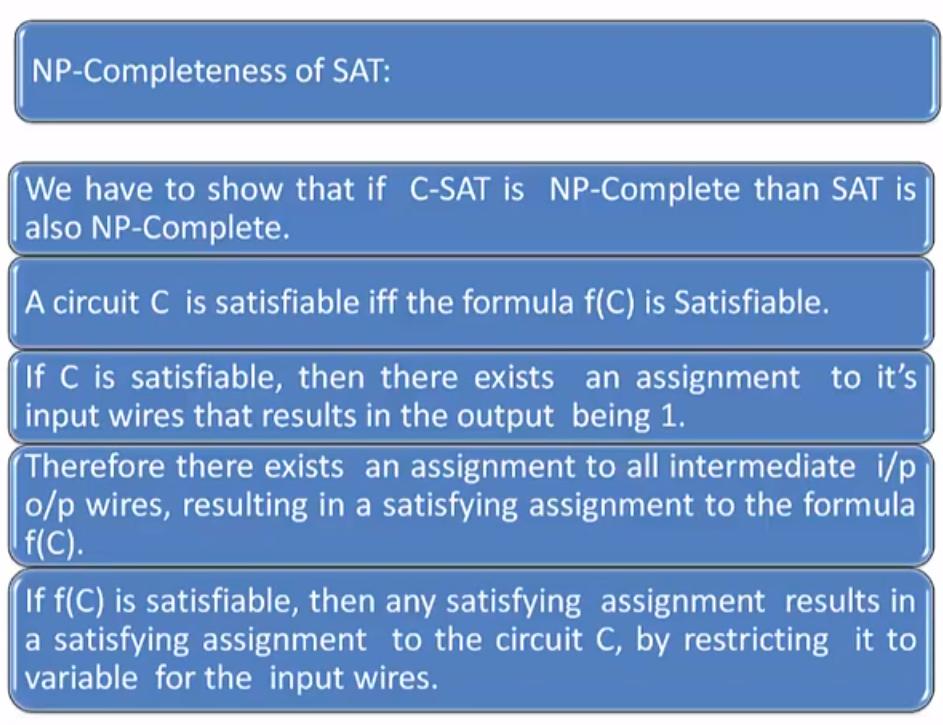 NP-Completeness of SAT:
We have to show that if C-SAT is NP-Complete than SAT is
also NP-Complete.
A circuit C is satisfiable iff the formula f(C) is Satisfiable.
If C is satisfiable, then there exists an assignment to it's
input wires that results in the output being 1.
Therefore there exists an assignment to all intermediate i/p
o/p wires, resulting in a satisfying assignment to the formula
f(C).
If f(C) is satisfiable, then any satisfying assignment results in
a satisfying assignment to the circuit C, by restricting it to
variable for the input wires.